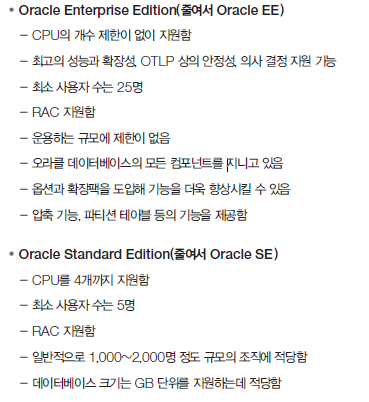 • Oracle Enterprise Edition(줄여서 Oracle EE)
– CPU의 개수 제한이 없이 지원함
– 최고의 성능과 확장성, OTLP 상의 안정성, 의사 결정 지원 가능
– 최소 사용자 수는 25명
– RAC 지원함
– 운용하는 규모에 제한이 없음
– 오라클 데이터베이스의 모든 컴포넌트를 지니고 있음
– 옵션과 확장팩을 도입해 기능을 더욱 향상시킬 수 있음
– 압축 기능, 파티션 테이블 등의 기능을 제공함
• Oracle Standard Edition(줄여서 Oracle SE)
– CPU를 4개까지 지원함
– 최소 사용자 수는 5명
– RAC 지원함
– 일반적으로 1,000~2,000명 정도 규모의 조직에 적당함
– 데이터베이스 크기는 GB 단위를 지원하는데 적당함